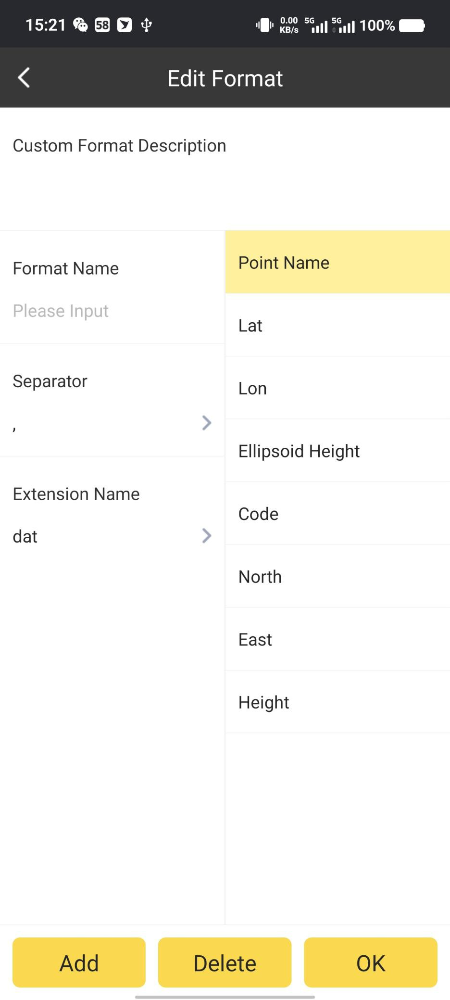 15:21 58 0.00 KB/s 5G 5G 100%
Edit Format
Custom Format Description
Format Name
Please Input
Separator
,
Extension Name
dat
Point Name
Lat
Lon
Ellipsoid Height
Code
North
East
Height
Add Delete OK